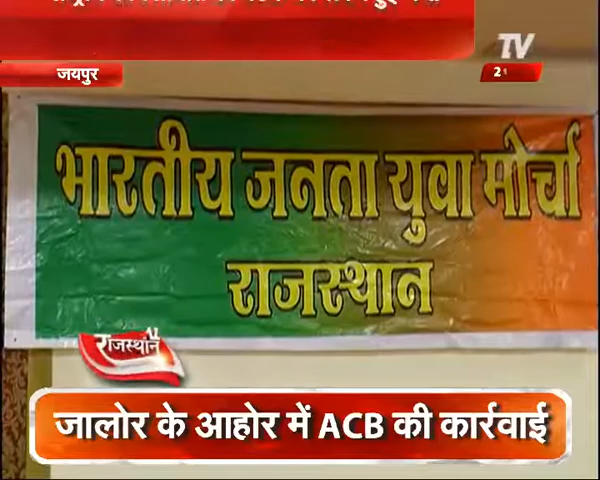 TV
जयपुर
भारतीय जनता युवा मोर्चा
राजस्थान
राजस्थान
जालोर के आहोर में ACB की कार्रवाई